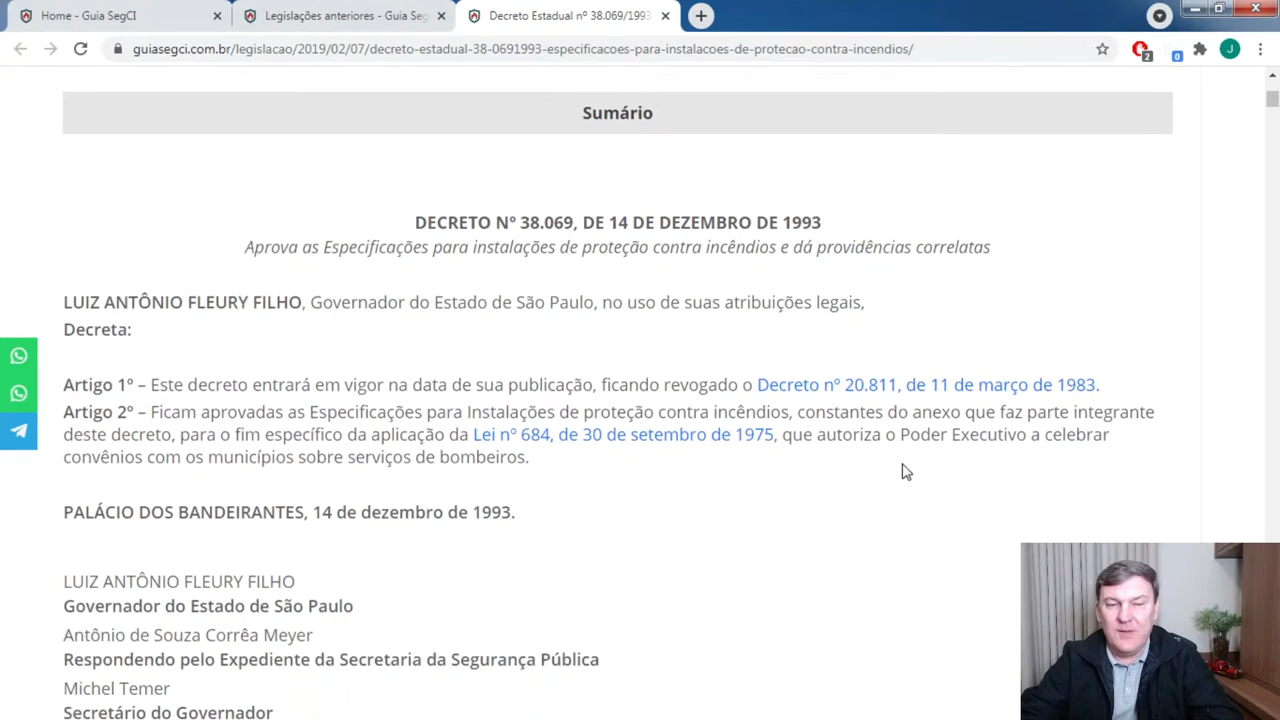 Home - Guia SegCI
Legislações anteriores - Guia Seg
Decreto Estadual nº 38.069/1993
guiasegci.com.br/legislacao/2019/02/07/decreto-estadual-38-0691993-especificacoes-para-instalacoes-de-protecao-contra-incendios/
2
0
J
Sumário
DECRETO Nº 38.069, DE 14 DE DEZEMBRO DE 1993
Aprova as Especificações para instalações de proteção contra incêndios e dá providências correlatas
LUIZ ANTÔNIO FLEURY FILHO, Governador do Estado de São Paulo, no uso de suas atribuições legais,
Decreta:
Artigo 1º – Este decreto entrará em vigor na data de sua publicação, ficando revogado o Decreto nº 20.811, de 11 de março de 1983.
Artigo 2º – Ficam aprovadas as Especificações para Instalações de proteção contra incêndios, constantes do anexo que faz parte integrante
deste decreto, para o fim específico da aplicação da Lei nº 684, de 30 de setembro de 1975, que autoriza o Poder Executivo a celebrar
convênios com os municípios sobre serviços de bombeiros.
PALÁCIO DOS BANDEIRANTES, 14 de dezembro de 1993.
LUIZ ANTÔNIO FLEURY FILHO
Governador do Estado de São Paulo
Antônio de Souza Corrêa Meyer
Respondendo pelo Expediente da Secretaria da Segurança Pública
Michel Temer
Secretário do Governador